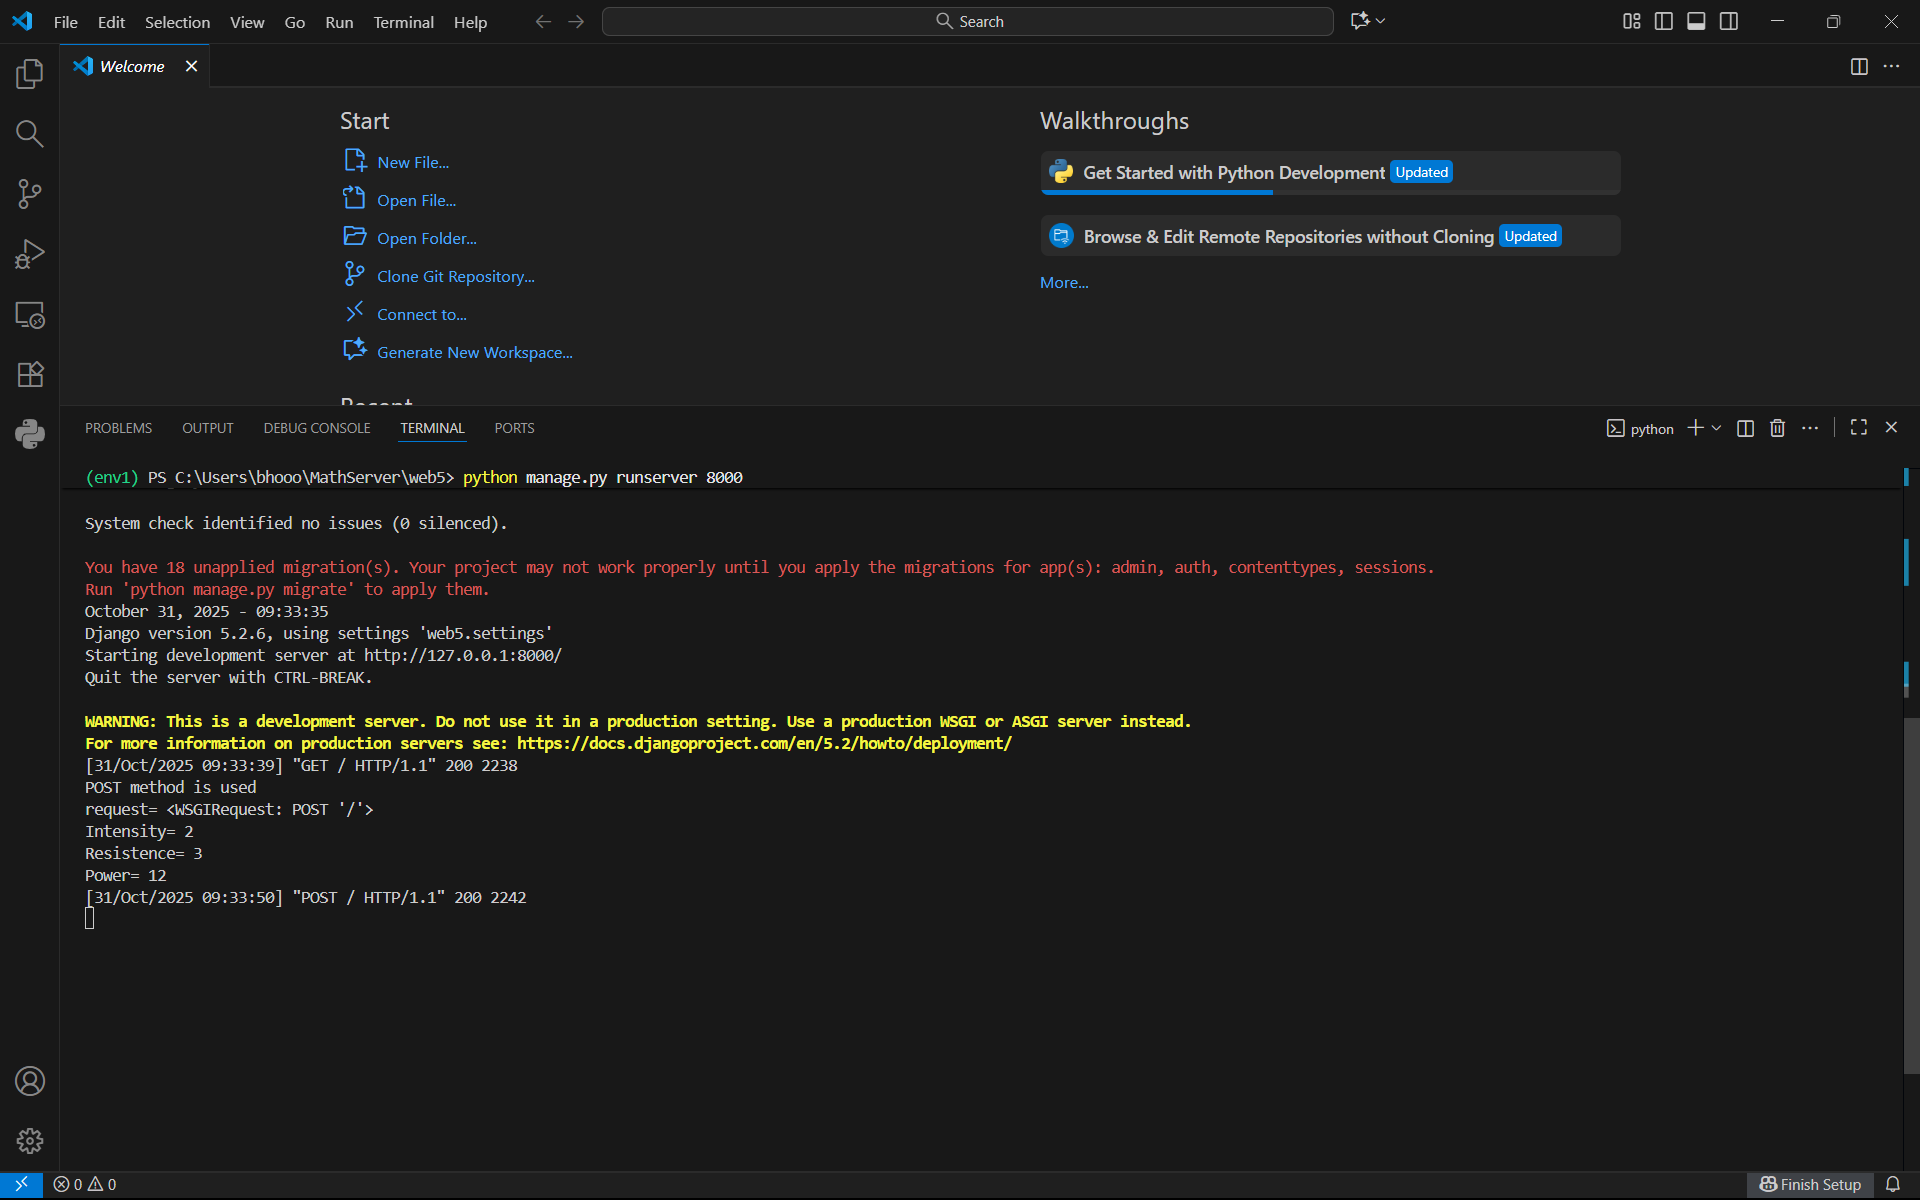 File Edit Selection View Go Run Terminal Help
Search
Welcome
Start
New File...
Open File...
Open Folder...
Clone Git Repository...
Connect to...
Generate New Workspace...
Recent
Walkthroughs
Get Started with Python Development Updated
Browse & Edit Remote Repositories without Cloning Updated
More...
PROBLEMS OUTPUT DEBUG CONSOLE TERMINAL PORTS
python
(env1) PS C:\Users\bhooo\MathServer\web5> python manage.py runserver 8000
System check identified no issues (0 silenced).
You have 18 unapplied migration(s). Your project may not work properly until you apply the migrations for app(s): admin, auth, contenttypes, sessions.
Run 'python manage.py migrate' to apply them.
October 31, 2025 - 09:33:35
Django version 5.2.6, using settings 'web5.settings'
Starting development server at http://127.0.0.1:8000/
Quit the server with CTRL-BREAK.
WARNING: This is a development server. Do not use it in a production setting. Use a production WSGI or ASGI server instead.
For more information on production servers see: https://docs.djangoproject.com/en/5.2/howto/deployment/
[31/Oct/2025 09:33:39] "GET / HTTP/1.1" 200 2238
POST method is used
request= <WSGIRequest: POST '/'>
Intensity= 2
Resistence= 3
Power= 12
[31/Oct/2025 09:33:50] "POST / HTTP/1.1" 200 2242
0 0
Finish Setup